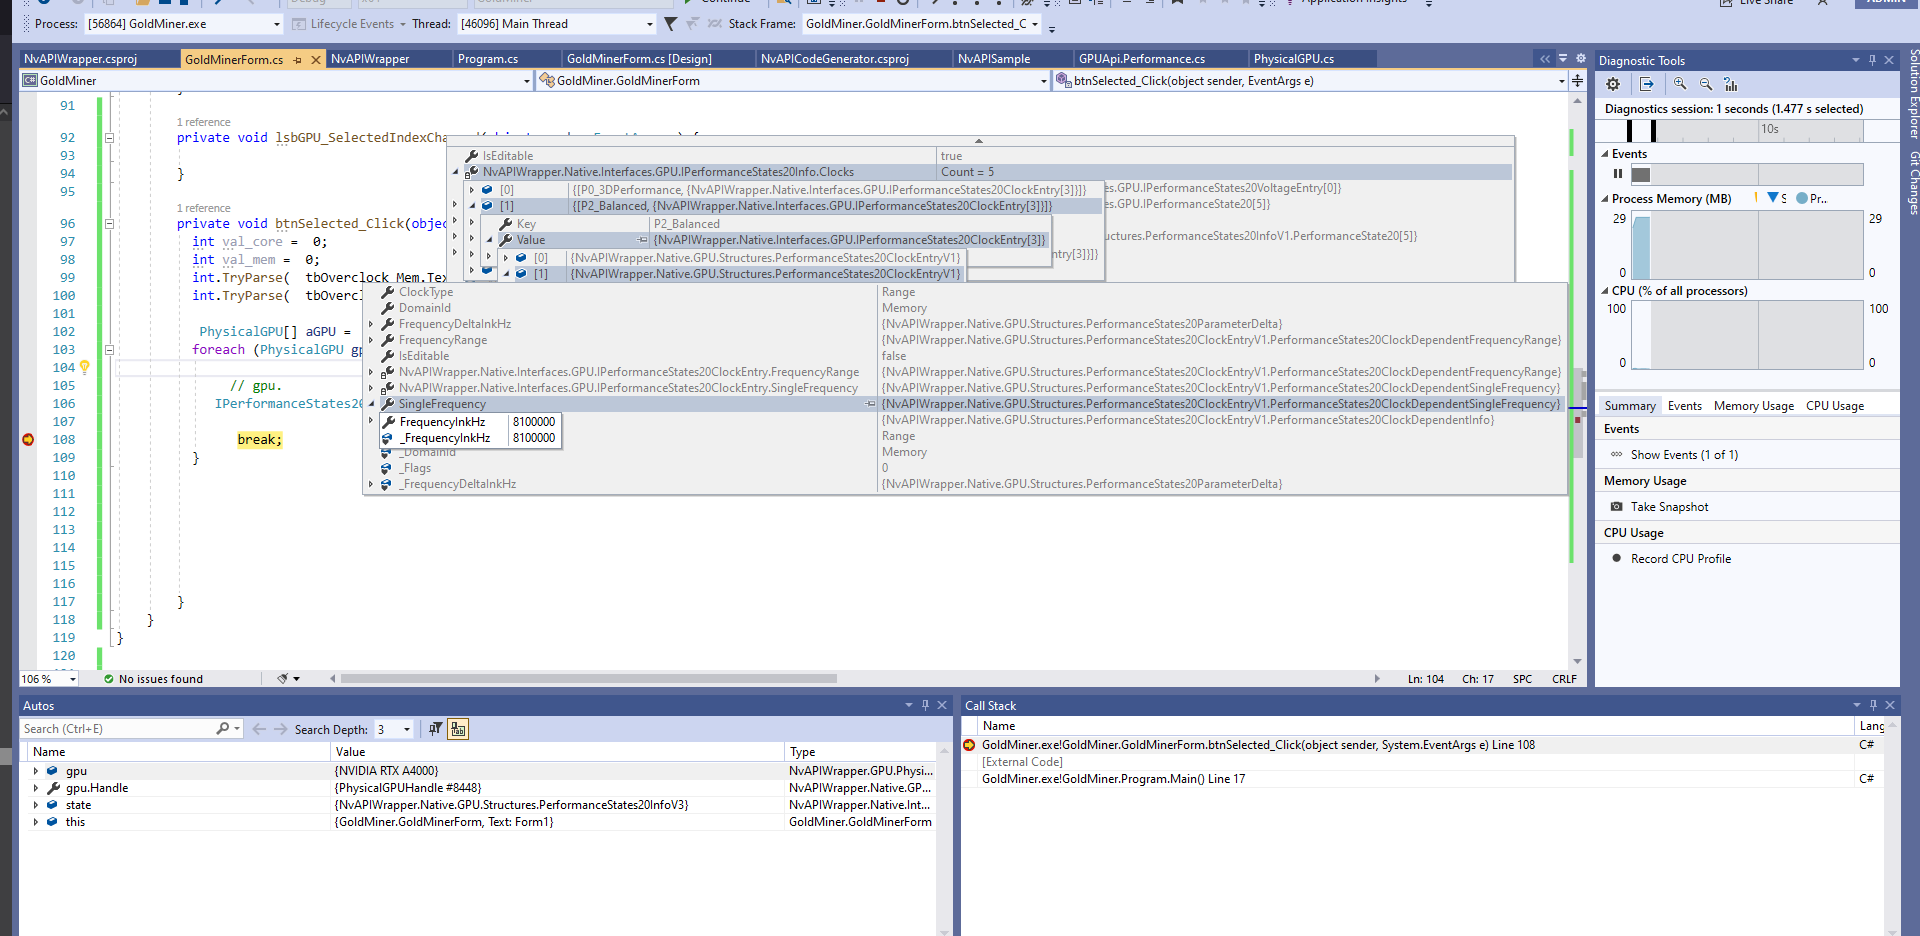 Continue
Application Insights
Live Share
ADMIN
Process: [56864] GoldMiner.exe Lifecycle Events Thread: [46096] Main Thread Stack Frame: GoldMiner.GoldMinerForm.btnSelected_C
NvAPIWrapper.csproj GoldMinerForm.cs NvAPIWrapper Program.cs GoldMinerForm.cs [Design] NvAPICodeGenerator.csproj NvAPISample GPUApi.Performance.cs PhysicalGPU.cs
GoldMiner GoldMiner.GoldMinerForm btnSelected_Click(object sender, EventArgs e)
91 }
1 reference
92 private void lsbGPU_SelectedIndexCha
93
94 }
95
1 reference
96 private void btnSelected_Click(objec
97 int val_core = 0;
98 int val_mem = 0;
99 int.TryParse( tbOverclock_Mem.Tex
100 int.TryParse( tbOverclo
101
102 PhysicalGPU[] aGPU =
103 foreach (PhysicalGPU gp
104
105 // gpu.
106 IPerformanceStates20
107
108 break;
109 }
110
111
112
113
114
115
116
117 }
118 }
119 }
120
IsEditable true
NvAPIWrapper.Native.Interfaces.GPU.IPerformanceStates20Info.Clocks Count = 5
[0] {[P0_3DPerformance, {NvAPIWrapper.Native.Interfaces.GPU.IPerformanceStates20ClockEntry[3]}]} es.GPU.IPerformanceStates20VoltageEntry[0]}
[1] {[P2_Balanced, {NvAPIWrapper.Native.Interfaces.GPU.IPerformanceStates20ClockEntry[3]}]} es.GPU.IPerformanceState20[5]}
Key P2_Balanced
Value {NvAPIWrapper.Native.Interfaces.GPU.IPerformanceStates20ClockEntry[3]} ctures.PerformanceStates20InfoV1.PerformanceState20[5]}
[0] {NvAPIWrapper.Native.GPU.Structures.PerformanceStates20ClockEntryV1} ntry[3]}]}
[1] {NvAPIWrapper.Native.GPU.Structures.PerformanceStates20ClockEntryV1}
ClockType Range
DomainId Memory
FrequencyDeltaInkHz {NvAPIWrapper.Native.GPU.Structures.PerformanceStates20ParameterDelta}
FrequencyRange {NvAPIWrapper.Native.GPU.Structures.PerformanceStates20ClockEntryV1.PerformanceStates20ClockDependentFrequencyRange}
IsEditable false
NvAPIWrapper.Native.Interfaces.GPU.IPerformanceStates20ClockEntry.FrequencyRange {NvAPIWrapper.Native.GPU.Structures.PerformanceStates20ClockEntryV1.PerformanceStates20ClockDependentFrequencyRange}
NvAPIWrapper.Native.Interfaces.GPU.IPerformanceStates20ClockEntry.SingleFrequency {NvAPIWrapper.Native.GPU.Structures.PerformanceStates20ClockEntryV1.PerformanceStates20ClockDependentSingleFrequency}
SingleFrequency {NvAPIWrapper.Native.GPU.Structures.PerformanceStates20ClockEntryV1.PerformanceStates20ClockDependentSingleFrequency}
FrequencyInkHz 8100000 {NvAPIWrapper.Native.GPU.Structures.PerformanceStates20ClockEntryV1.PerformanceStates20ClockDependentInfo}
_FrequencyInkHz 8100000 Range
_DomainId Memory
_Flags 0
_FrequencyDeltaInkHz {NvAPIWrapper.Native.GPU.Structures.PerformanceStates20ParameterDelta}
106 % No issues found Ln: 104 Ch: 17 SPC CRLF
Diagnostic Tools
Diagnostics session: 1 seconds (1.477 s selected)
10s
Events
Process Memory (MB) S Pr...
29 29
0 0
CPU (% of all processors)
100 100
0 0
Summary Events Memory Usage CPU Usage
Events
Show Events (1 of 1)
Memory Usage
Take Snapshot
CPU Usage
Record CPU Profile
Solution Explorer
Git Changes
Autos
Search (Ctrl+E) Search Depth: 3
Name Value Type
gpu {NVIDIA RTX A4000} NvAPIWrapper.GPU.Physi...
gpu.Handle {PhysicalGPUHandle #8448} NvAPIWrapper.Native.GP...
state {NvAPIWrapper.Native.GPU.Structures.PerformanceStates20InfoV3} NvAPIWrapper.Native.Int...
this {GoldMiner.GoldMinerForm, Text: Form1} GoldMiner.GoldMinerForm
Call Stack
Name Lang
GoldMiner.exe!GoldMiner.GoldMinerForm.btnSelected_Click(object sender, System.EventArgs e) Line 108 C#
[External Code]
GoldMiner.exe!GoldMiner.Program.Main() Line 17 C#